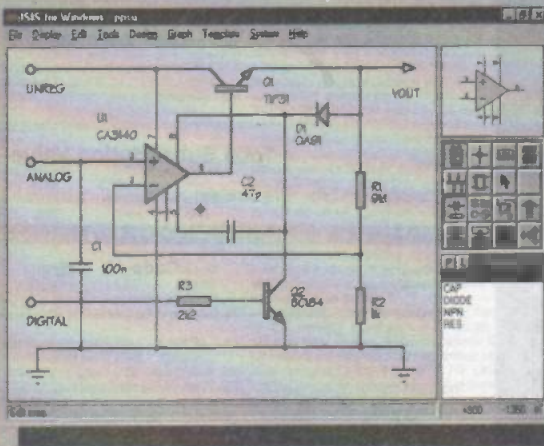 ISIS for Windows
File Display Edit Tools Design Graph Template System Help
UNREG
Q1
TIP31
VOUT
U1
CA3140
D1
OA91
ANALOG
C2
47p
R1
C1
100n
R3
2k2
Q2
BC184
R2
1k
DIGITAL
P L
CAP
DIODE
NPN
RES